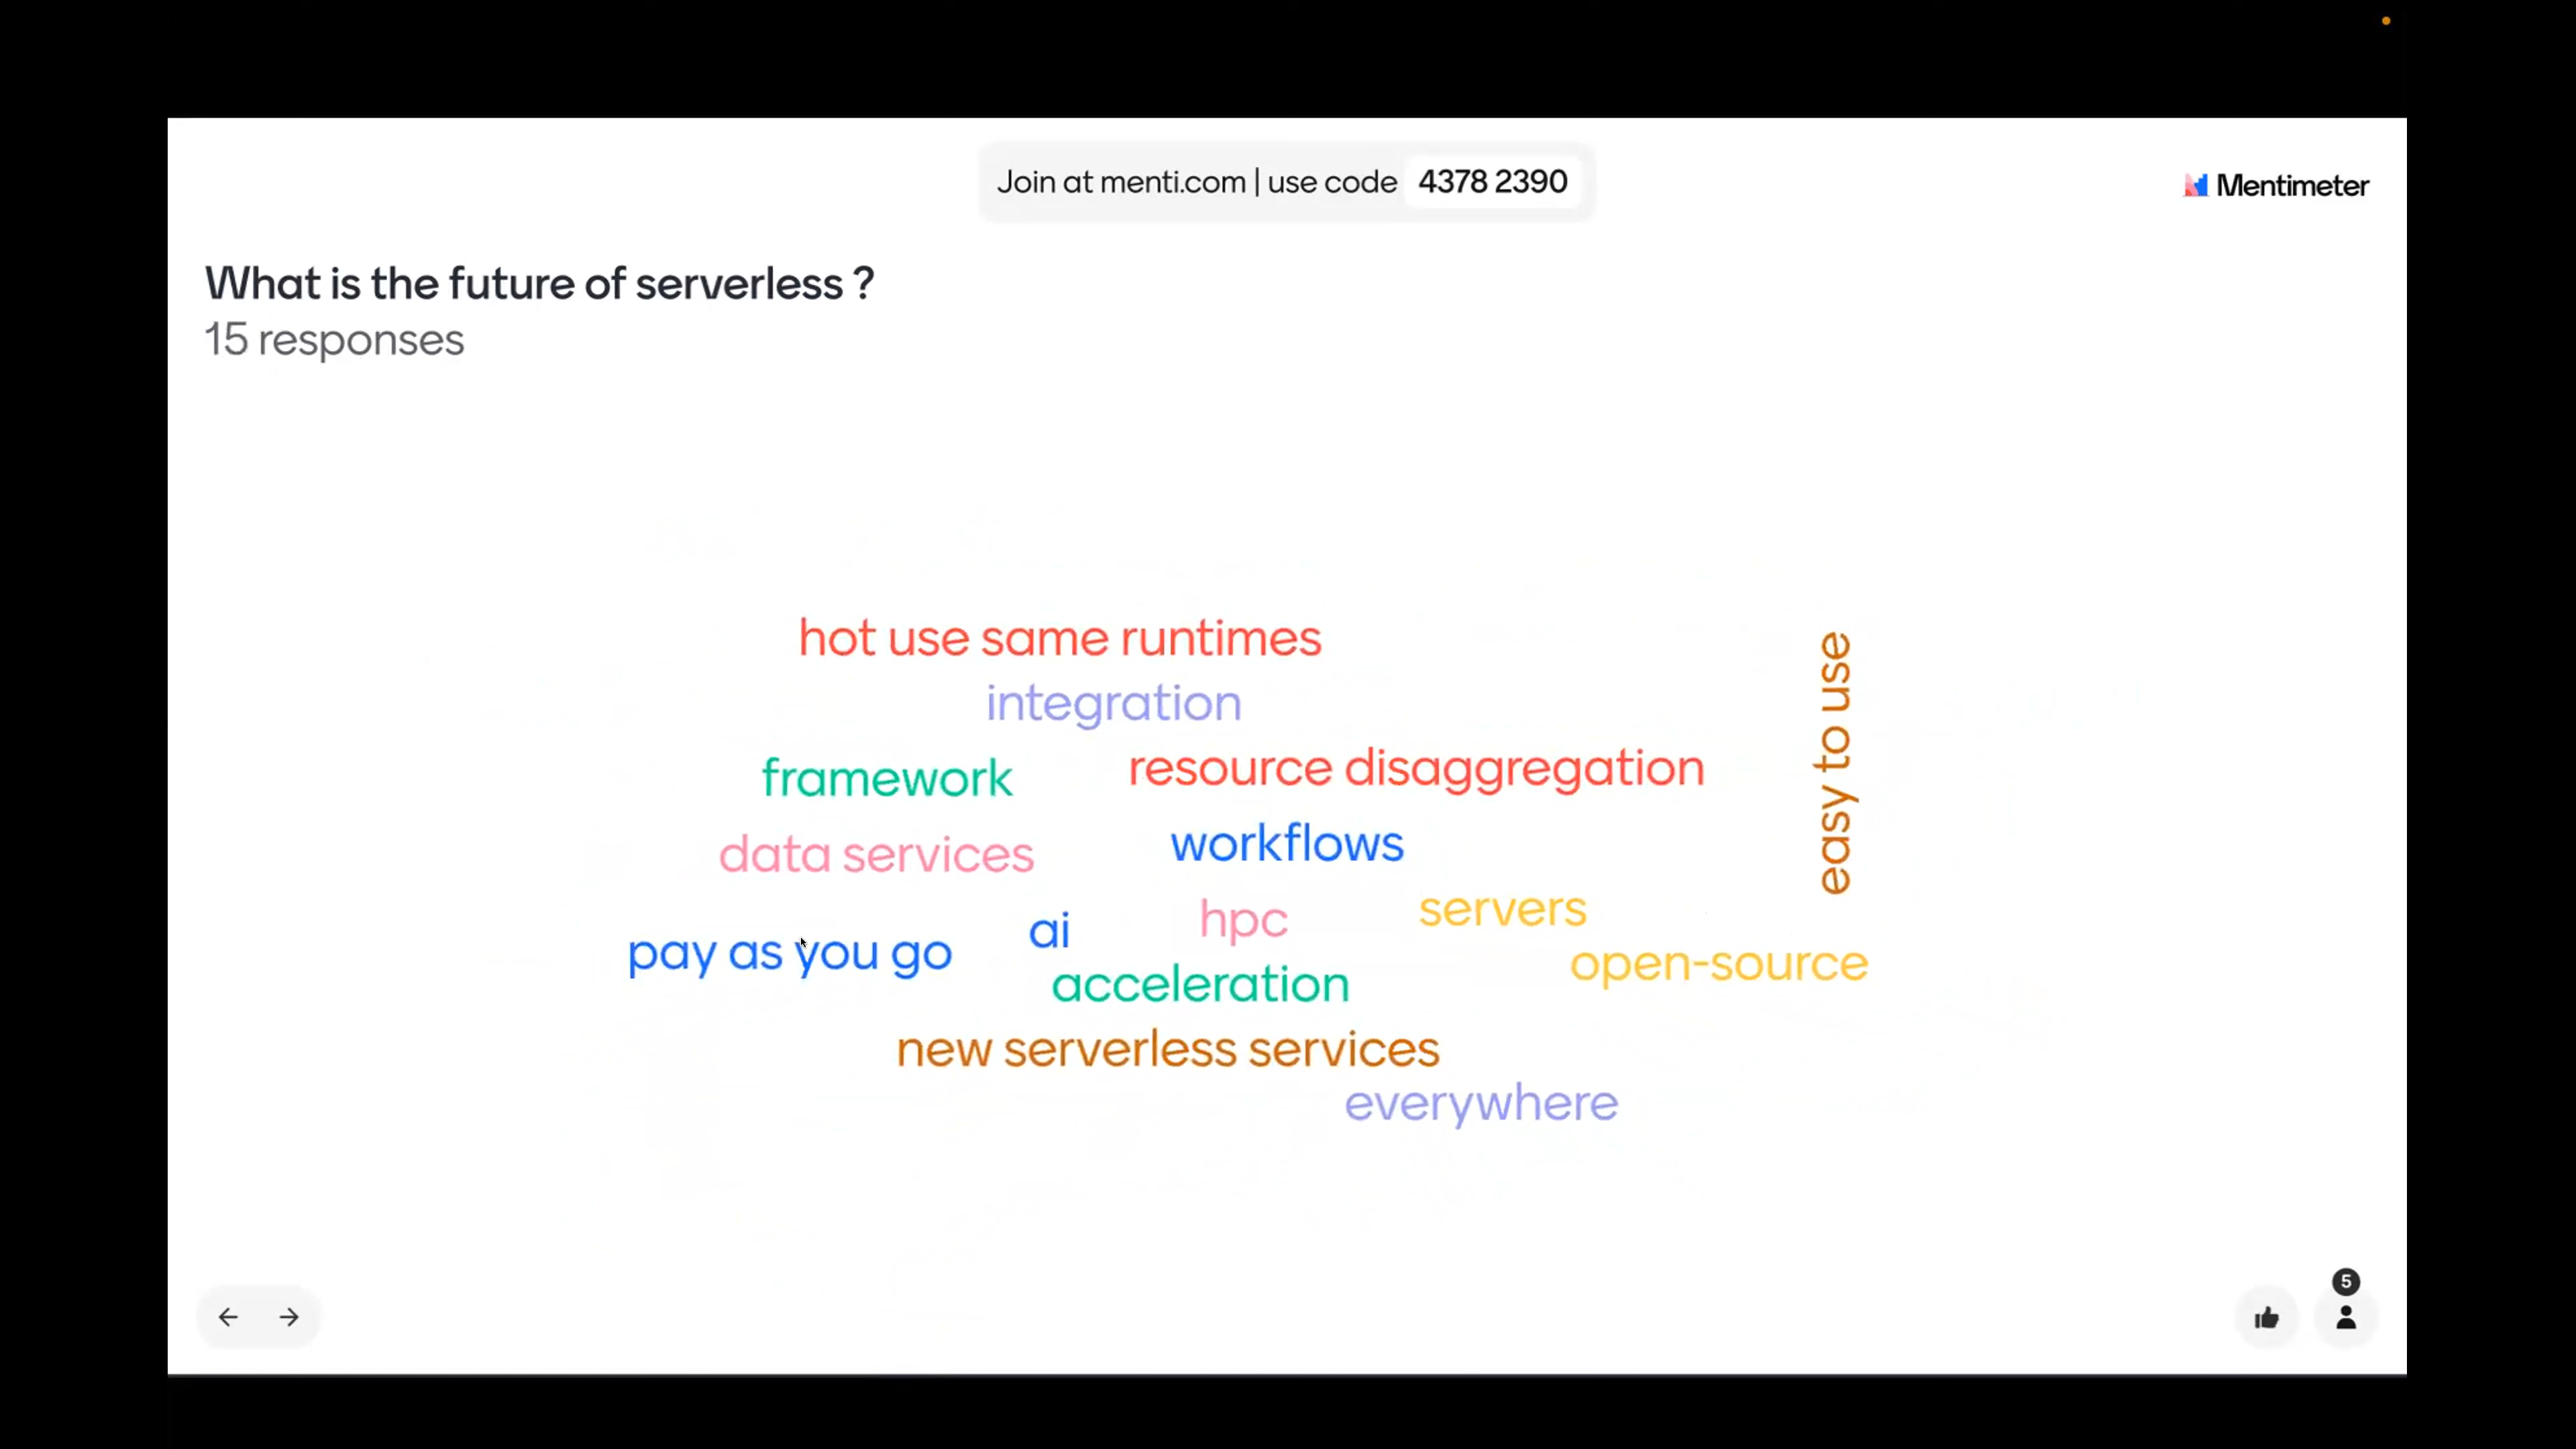 Join at menti.com | use code 4378 2390
Mentimeter
What is the future of serverless ?
15 responses
hot use same runtimes
integration
easy to use
framework
resource disaggregation
data services
workflows
pay as you go
ai
hpc
servers
open-source
acceleration
new serverless services
everywhere
5